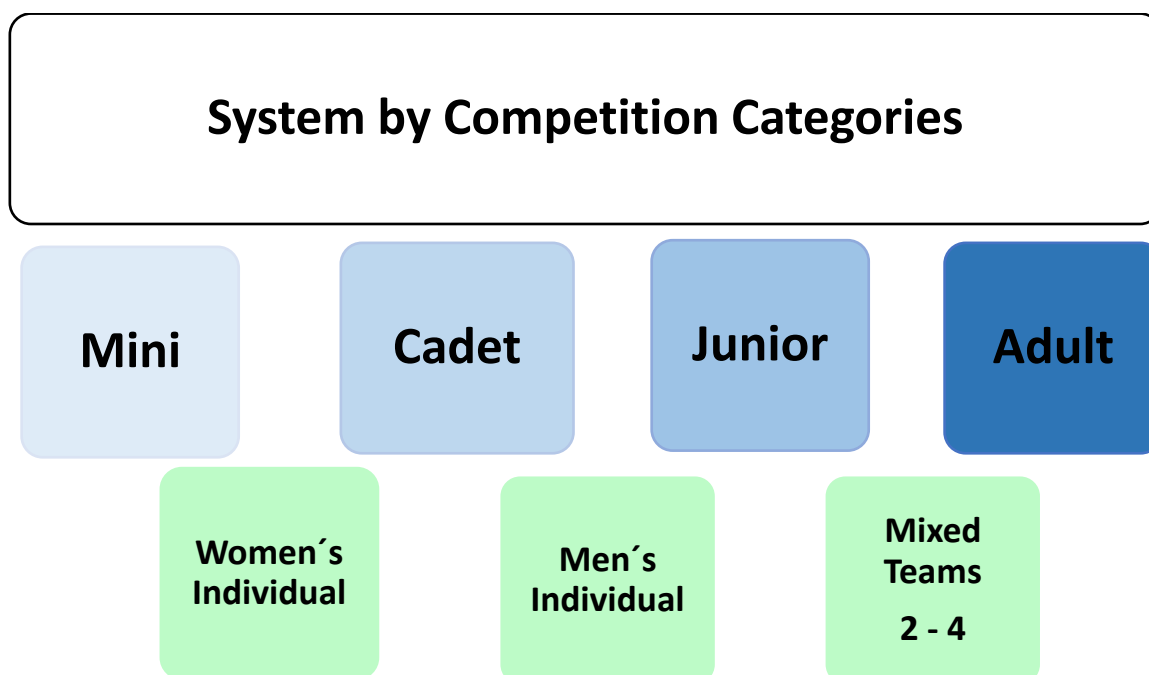 System by Competition Categories
Mini
Cadet
Junior
Adult
Women´s
Individual
Men´s
Individual
Mixed
Teams
2 - 4